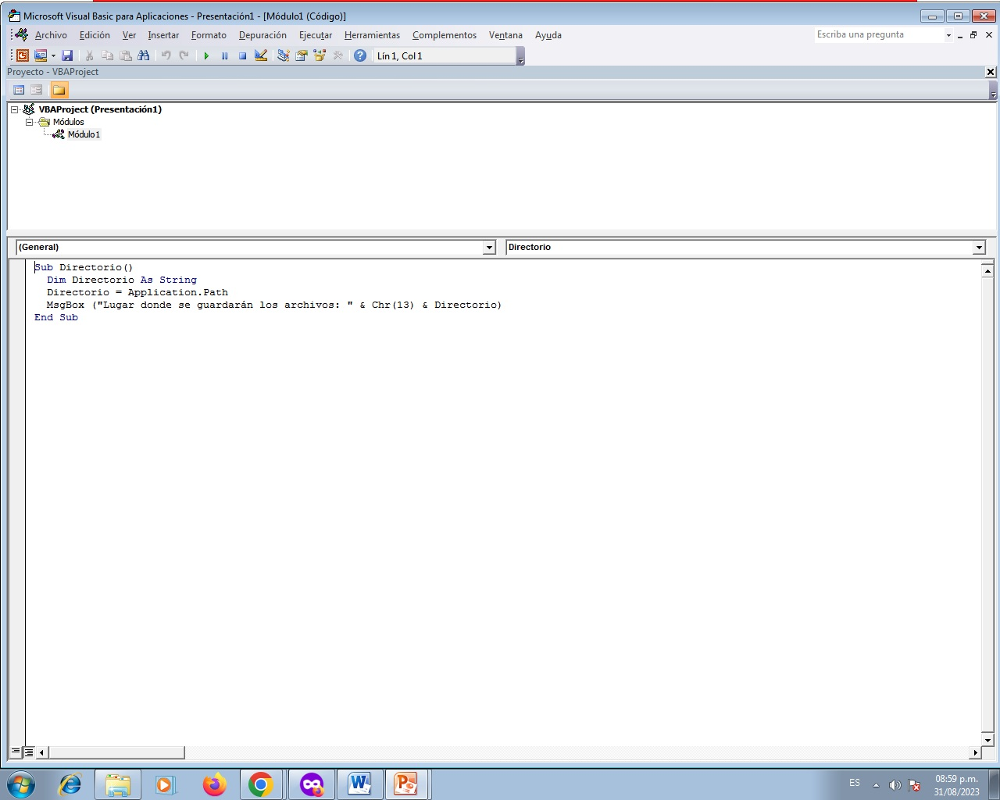 Microsoft Visual Basic para Aplicaciones - Presentación1 - [Módulo1 (Código)]
Archivo Edición Ver Insertar Formato Depuración Ejecutar Herramientas Complementos Ventana Ayuda Escriba una pregunta
Lín 1, Col 1
Proyecto - VBAProject
VBAProject (Presentación1)
Módulos
Módulo1
(General) Directorio
Sub Directorio()
Dim Directorio As String
Directorio = Application.Path
MsgBox ("Lugar donde se guardarán los archivos: " & Chr(13) & Directorio)
End Sub
ES 08:59 p.m.
31/08/2023